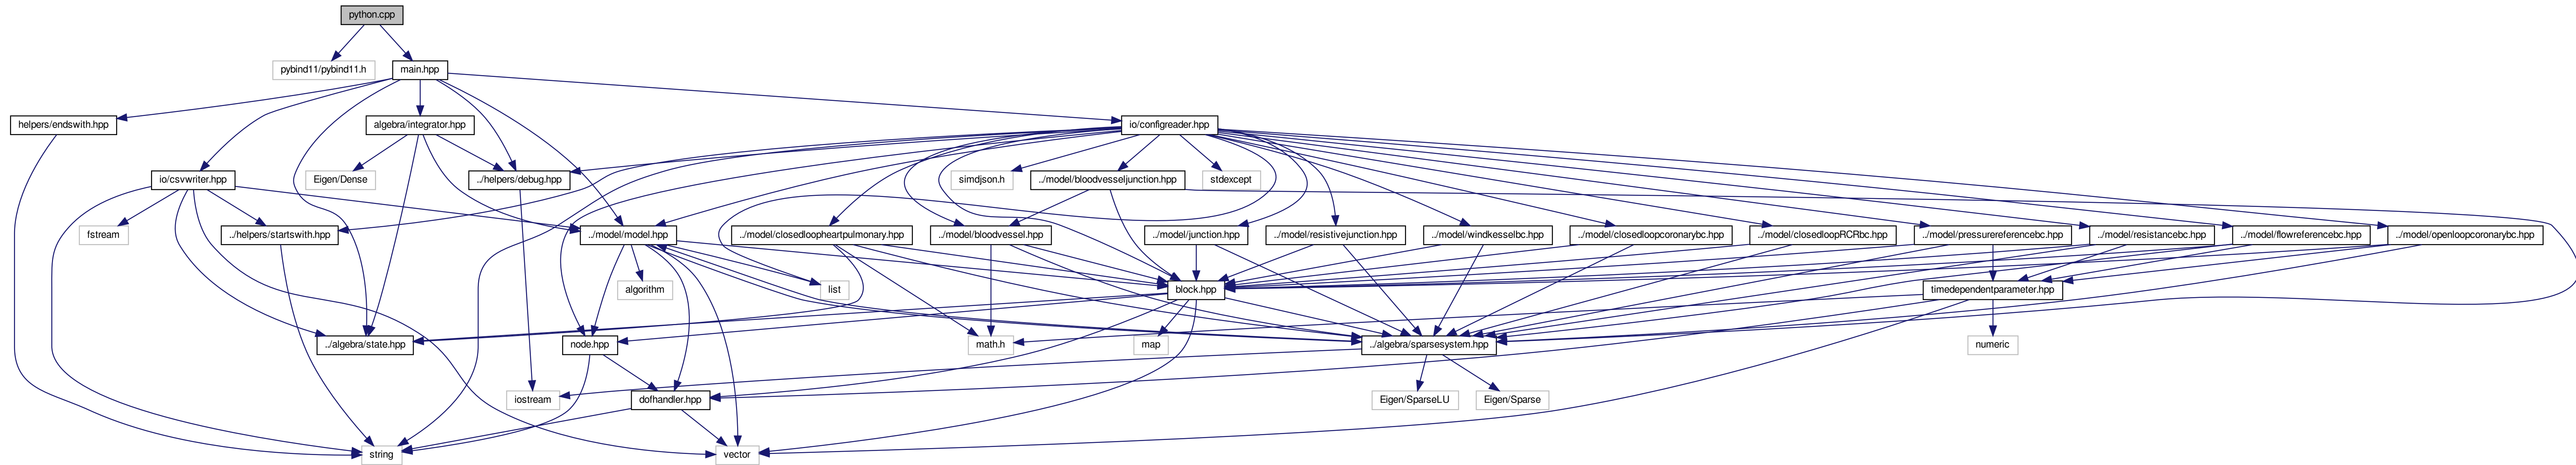 python.cpp
pybind11/pybind11.h
main.hpp
helpers/endswith.hpp
algebra/integrator.hpp
io/configreader.hpp
io/csvwriter.hpp
Eigen/Dense
../helpers/debug.hpp
simdjson.h
../model/bloodvesseljunction.hpp
stdexcept
fstream
../helpers/startswith.hpp
../model/model.hpp
../model/closedloopheartpulmonary.hpp
../model/bloodvessel.hpp
../model/junction.hpp
../model/resistivejunction.hpp
../model/windkesselbc.hpp
../model/closedloopcoronarybc.hpp
../model/closedloopRCRbc.hpp
../model/pressurereferencebc.hpp
../model/resistancebc.hpp
../model/flowreferencebc.hpp
../model/openloopcoronarybc.hpp
algorithm
list
block.hpp
timedependentparameter.hpp
../algebra/state.hpp
node.hpp
math.h
map
../algebra/sparsesystem.hpp
numeric
iostream
dofhandler.hpp
Eigen/SparseLU
Eigen/Sparse
string
vector